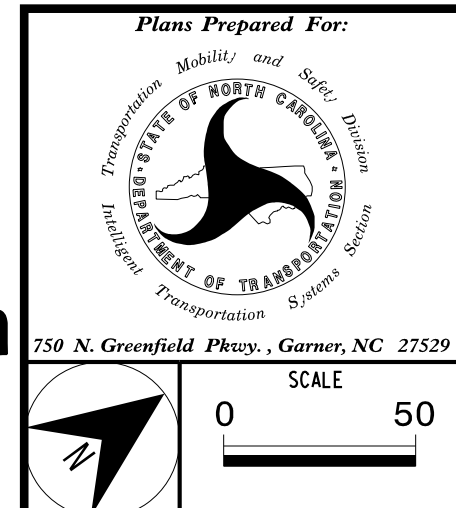 Plans Prepared For:
Transportation Mobility and Safety Division
STATE OF NORTH CAROLINA
DEPARTMENT OF TRANSPORTATION
Intelligent Transportation Systems Section
750 N. Greenfield Pkwy. , Garner, NC 27529
SCALE
0 50
N